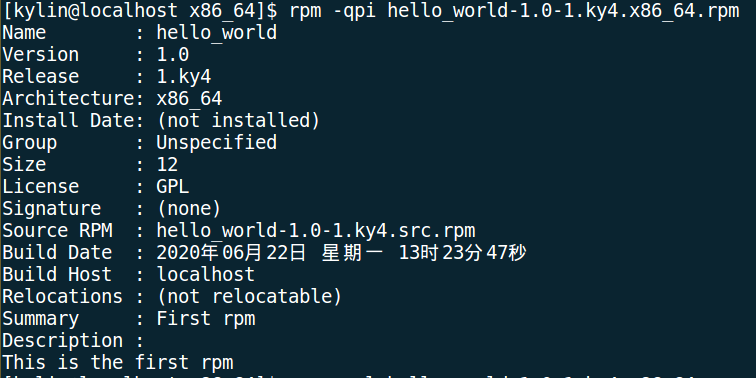 [kylin@localhost x86_64]$ rpm -qpi hello_world-1.0-1.ky4.x86_64.rpm
Name        : hello_world
Version     : 1.0
Release     : 1.ky4
Architecture: x86_64
Install Date: (not installed)
Group       : Unspecified
Size        : 12
License     : GPL
Signature   : (none)
Source RPM  : hello_world-1.0-1.ky4.src.rpm
Build Date  : 2020年06月22日 星期一 13时23分47秒
Build Host  : localhost
Relocations : (not relocatable)
Summary     : First rpm
Description :
This is the first rpm